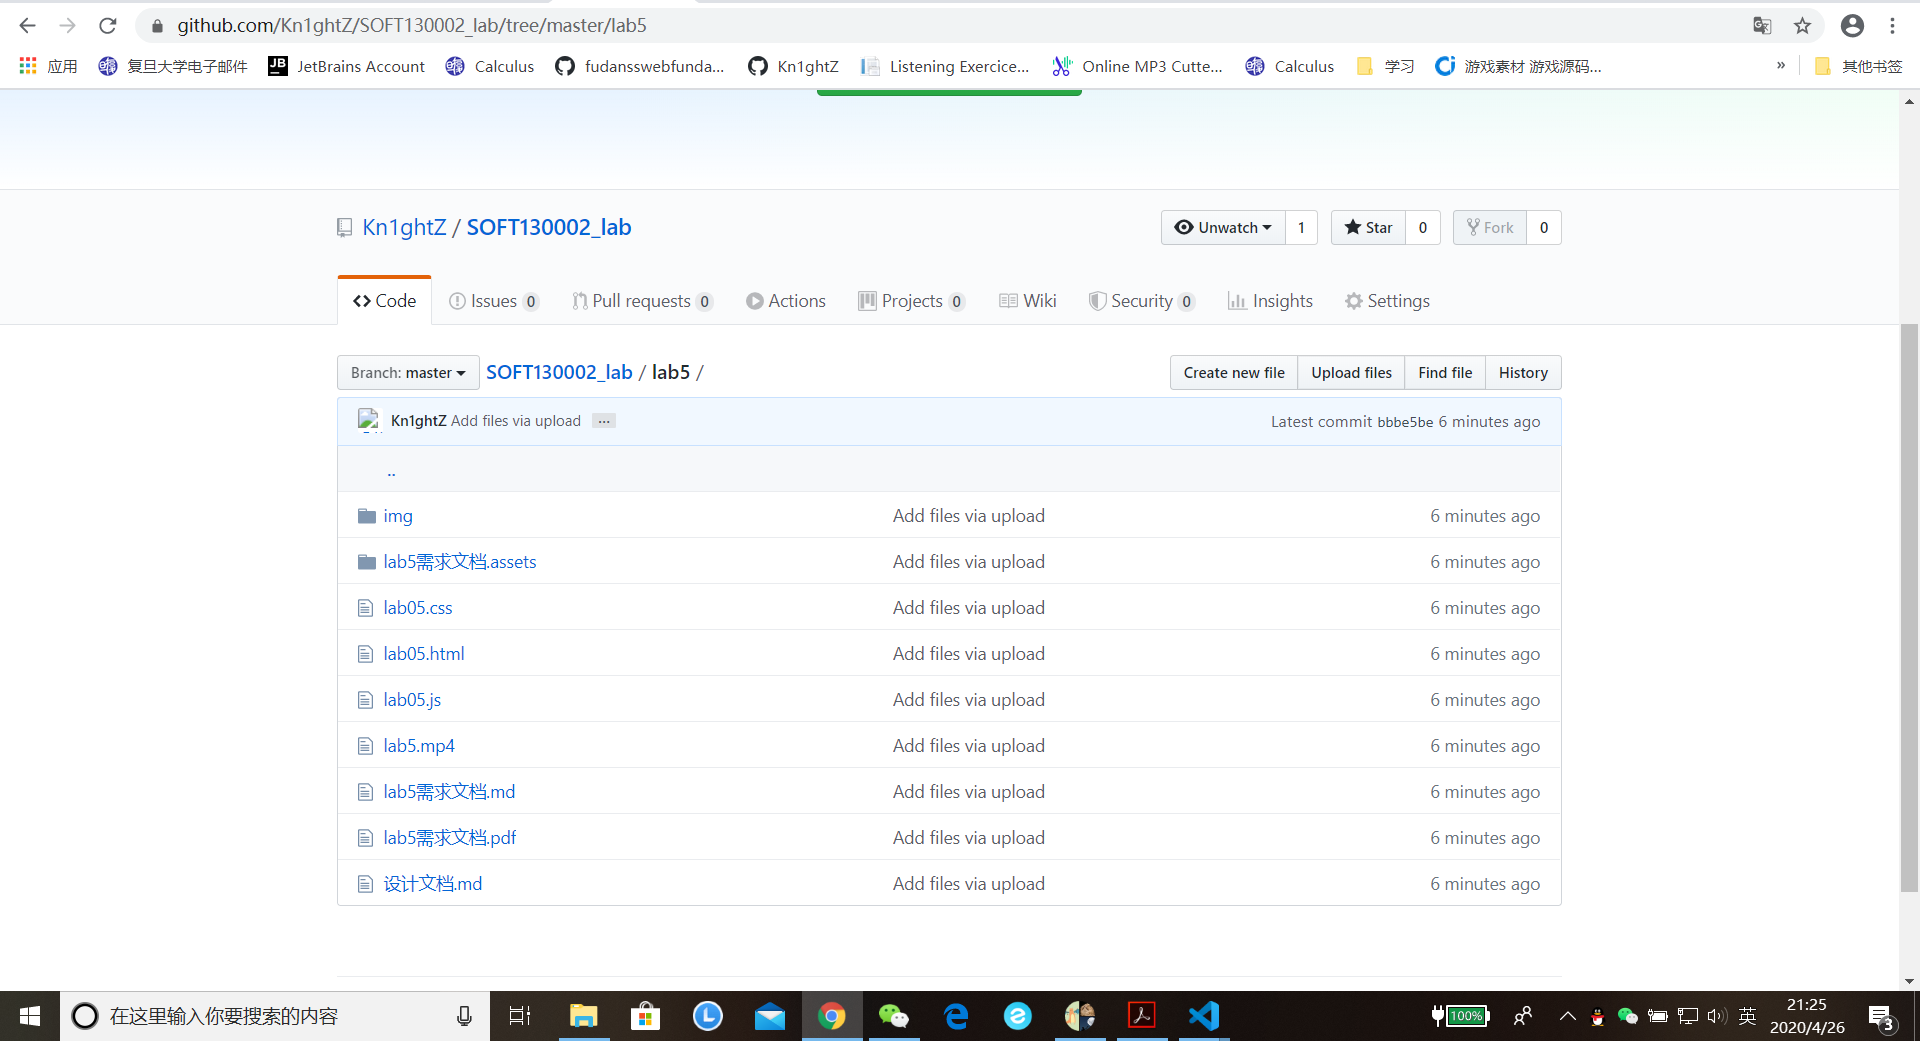 github.com/Kn1ghtZ/SOFT130002_lab/tree/master/lab5
应用 复旦大学电子邮件 JetBrains Account Calculus fudansswebfunda... Kn1ghtZ Listening Exercice... Online MP3 Cutte... Calculus 学习 游戏素材 游戏源码... » 其他书签
Kn1ghtZ / SOFT130002_lab Unwatch 1 Star 0 Fork 0
Code Issues 0 Pull requests 0 Actions Projects 0 Wiki Security 0 Insights Settings
Branch: master SOFT130002_lab / lab5 / Create new file Upload files Find file History
Kn1ghtZ Add files via upload ... Latest commit bbbe5be 6 minutes ago
..
img Add files via upload 6 minutes ago
lab5需求文档.assets Add files via upload 6 minutes ago
lab05.css Add files via upload 6 minutes ago
lab05.html Add files via upload 6 minutes ago
lab05.js Add files via upload 6 minutes ago
lab5.mp4 Add files via upload 6 minutes ago
lab5需求文档.md Add files via upload 6 minutes ago
lab5需求文档.pdf Add files via upload 6 minutes ago
设计文档.md Add files via upload 6 minutes ago
在这里输入你要搜索的内容 100% 英 21:25
2020/4/26 3